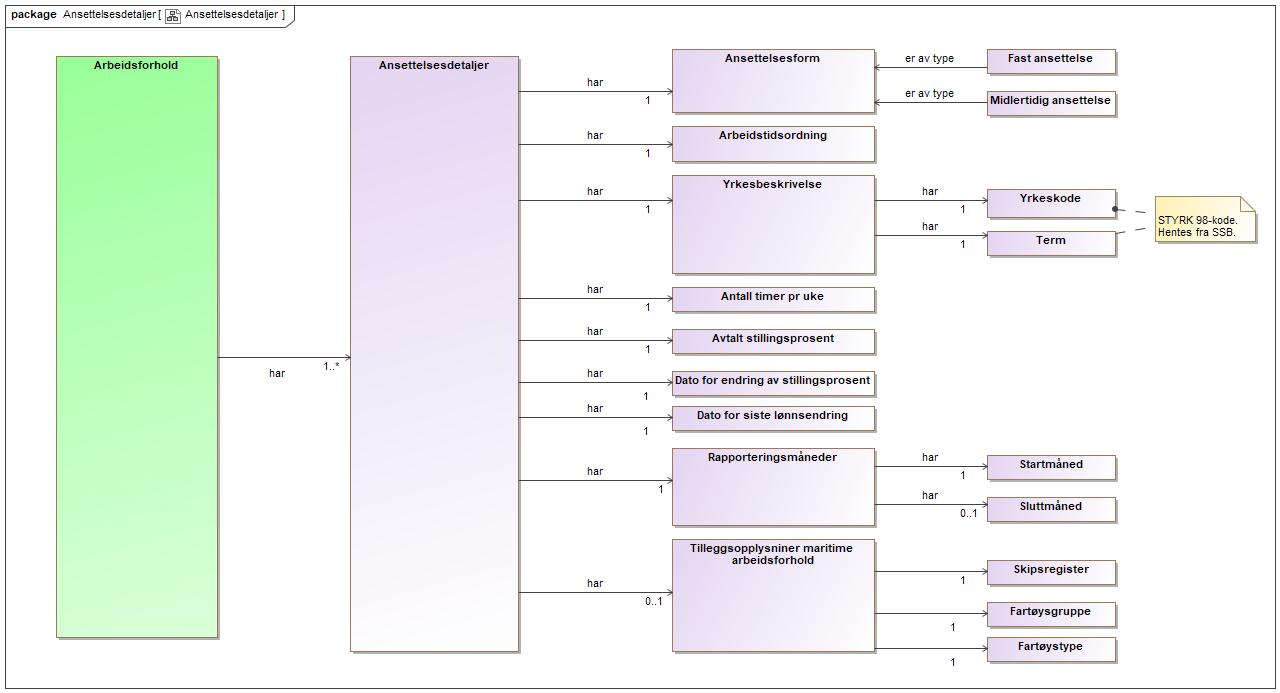 package Ansettelsesdetaljer [ Ansettelsesdetaljer ]
Arbeidsforhold
har
1..*
Ansettelsesdetaljer
har
1
Ansettelsesform
er av type
Fast ansettelse
er av type
Midlertidig ansettelse
har
1
Arbeidstidsordning
har
1
Yrkesbeskrivelse
har
1
Yrkeskode
har
1
Term
STYRK 98-kode.
Hentes fra SSB.
har
1
Antall timer pr uke
har
1
Avtalt stillingsprosent
har
1
Dato for endring av stillingsprosent
har
1
Dato for siste lønnsendring
har
1
Rapporteringsmåneder
har
1
Startmåned
har
0..1
Sluttmåned
har
0..1
Tilleggsopplysniner maritime
arbeidsforhold
1
Skipsregister
1
Fartøysgruppe
1
Fartøystype